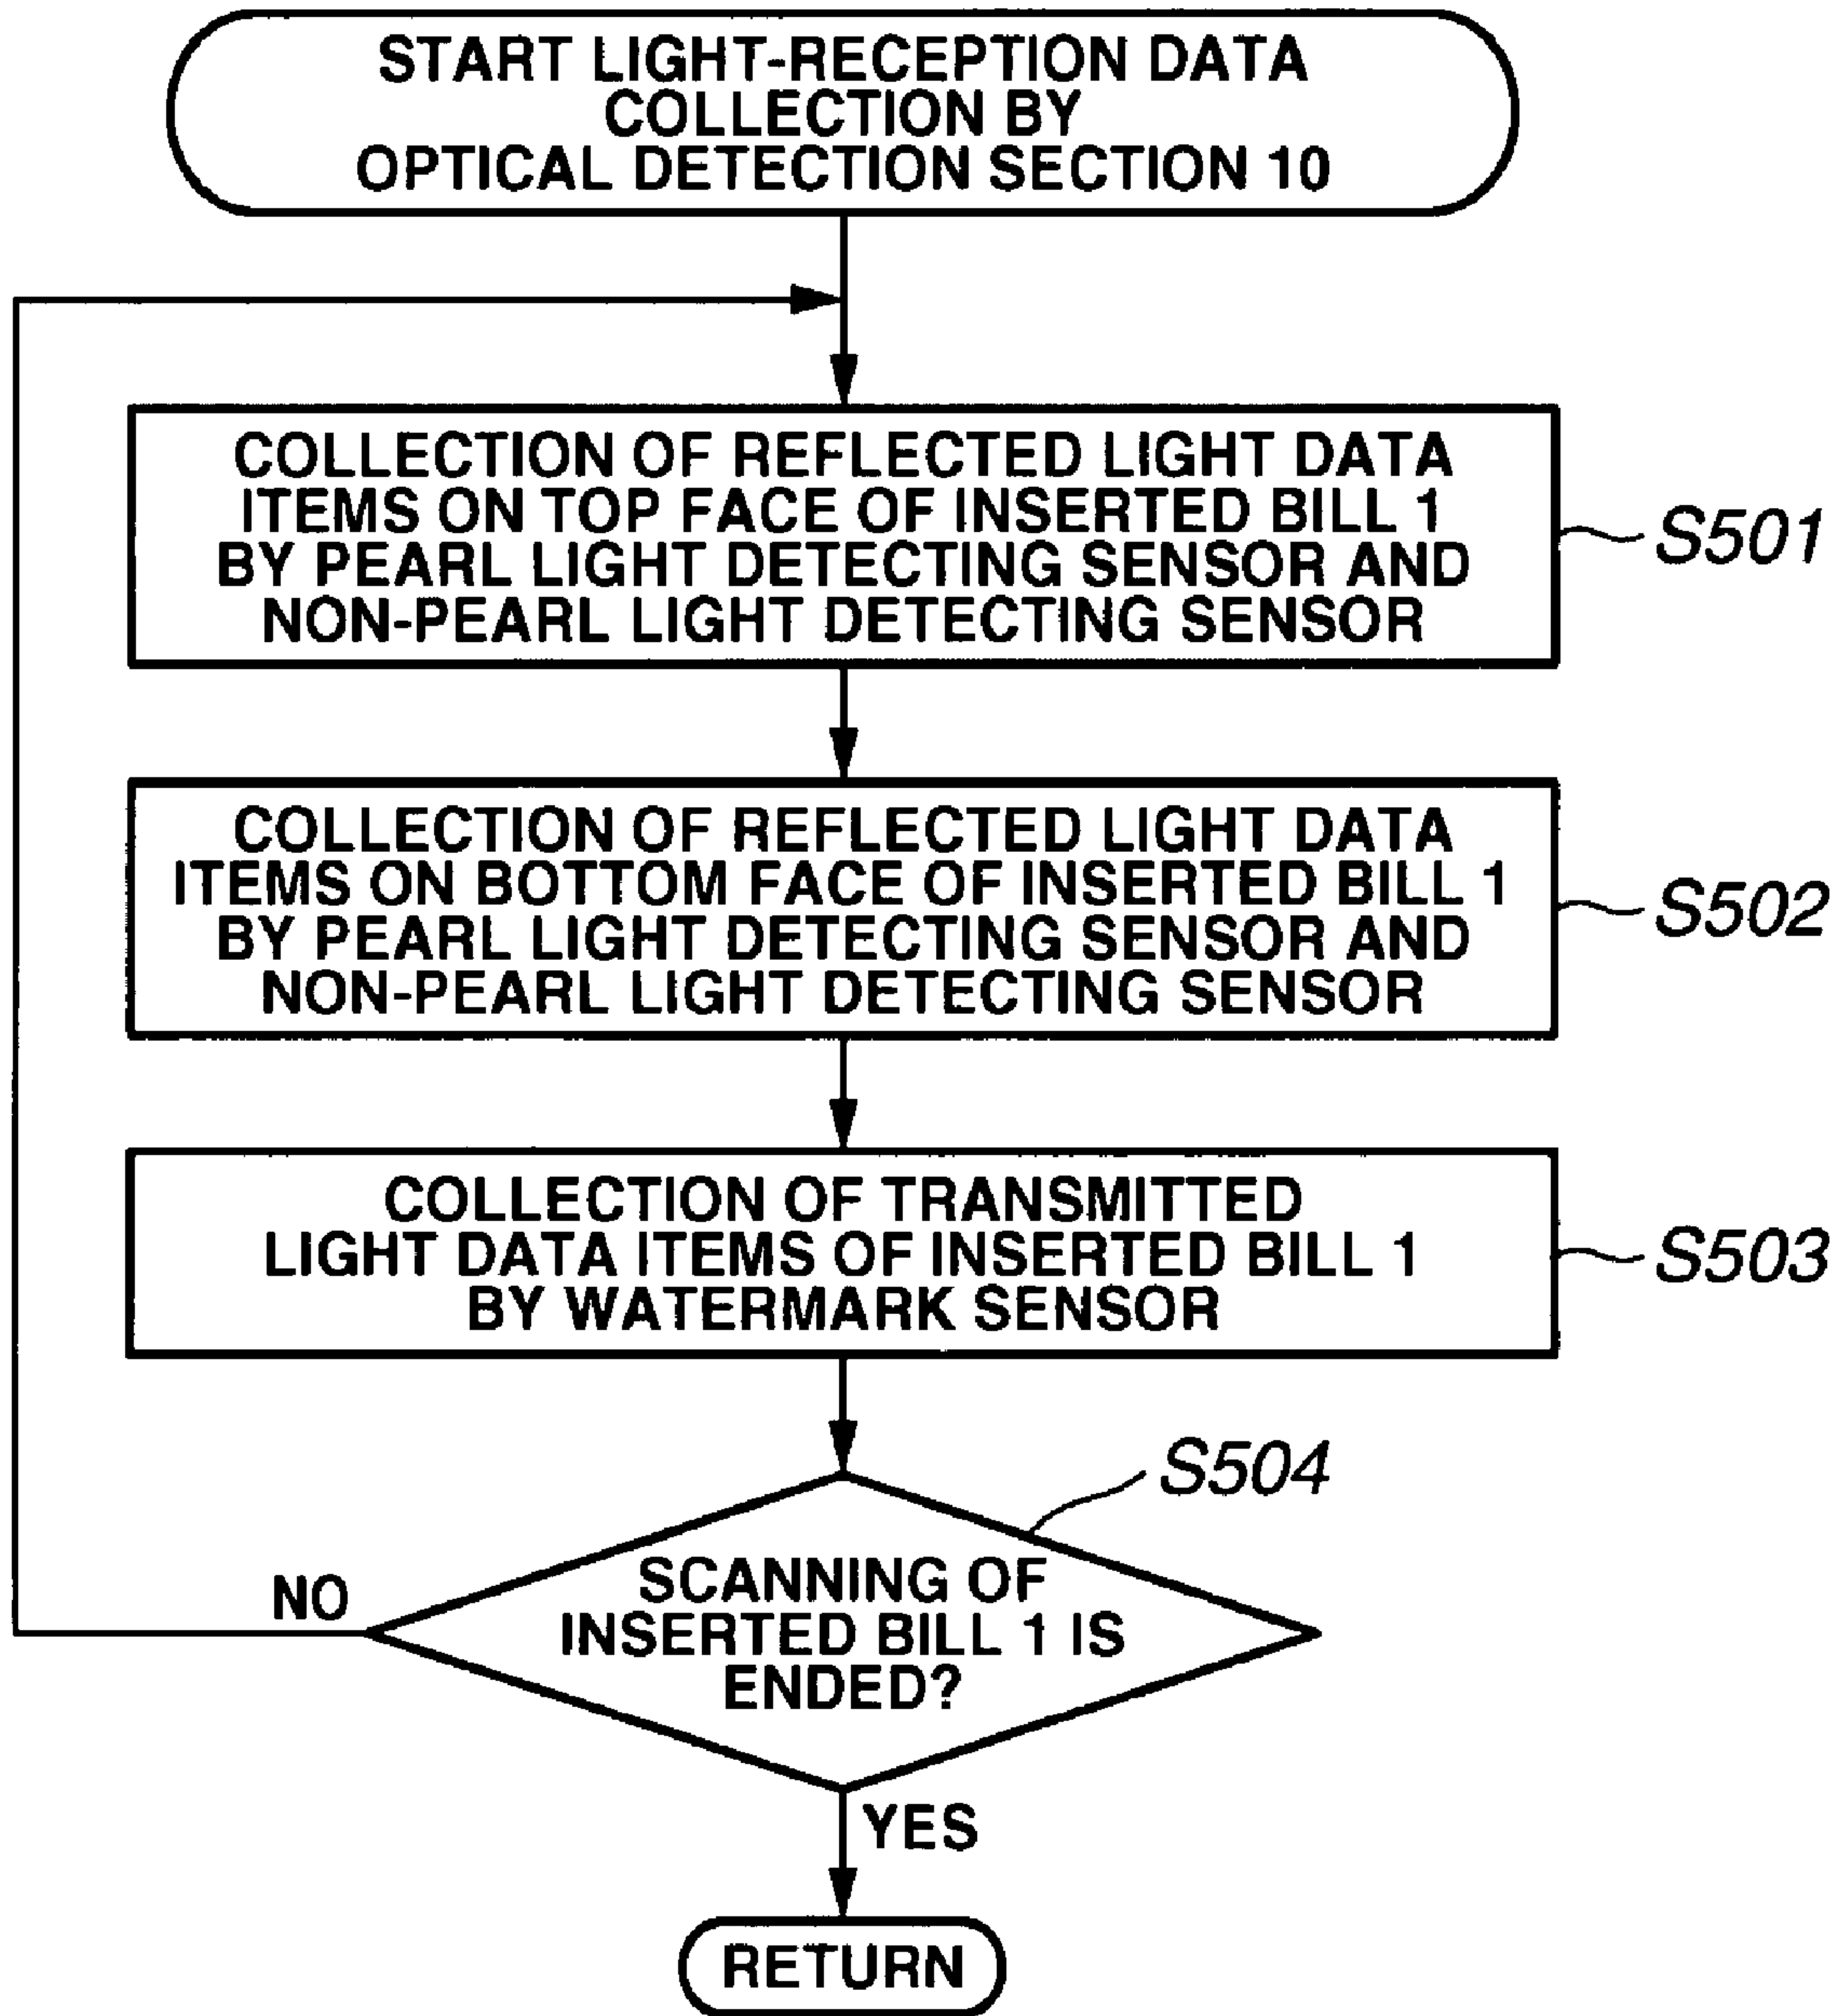 START LIGHT-RECEPTION DATA
COLLECTION BY
OPTICAL DETECTION SECTION 10
COLLECTION OF REFLECTED LIGHT DATA
ITEMS ON TOP FACE OF INSERTED BILL 1
BY PEARL LIGHT DETECTING SENSOR AND
NON-PEARL LIGHT DETECTING SENSOR
S501
COLLECTION OF REFLECTED LIGHT DATA
ITEMS ON BOTTOM FACE OF INSERTED BILL 1
BY PEARL LIGHT DETECTING SENSOR AND
NON-PEARL LIGHT DETECTING SENSOR
S502
COLLECTION OF TRANSMITTED
LIGHT DATA ITEMS OF INSERTED BILL 1
BY WATERMARK SENSOR
S503
S504
SCANNING OF
INSERTED BILL 1 IS
ENDED?
NO
YES
RETURN